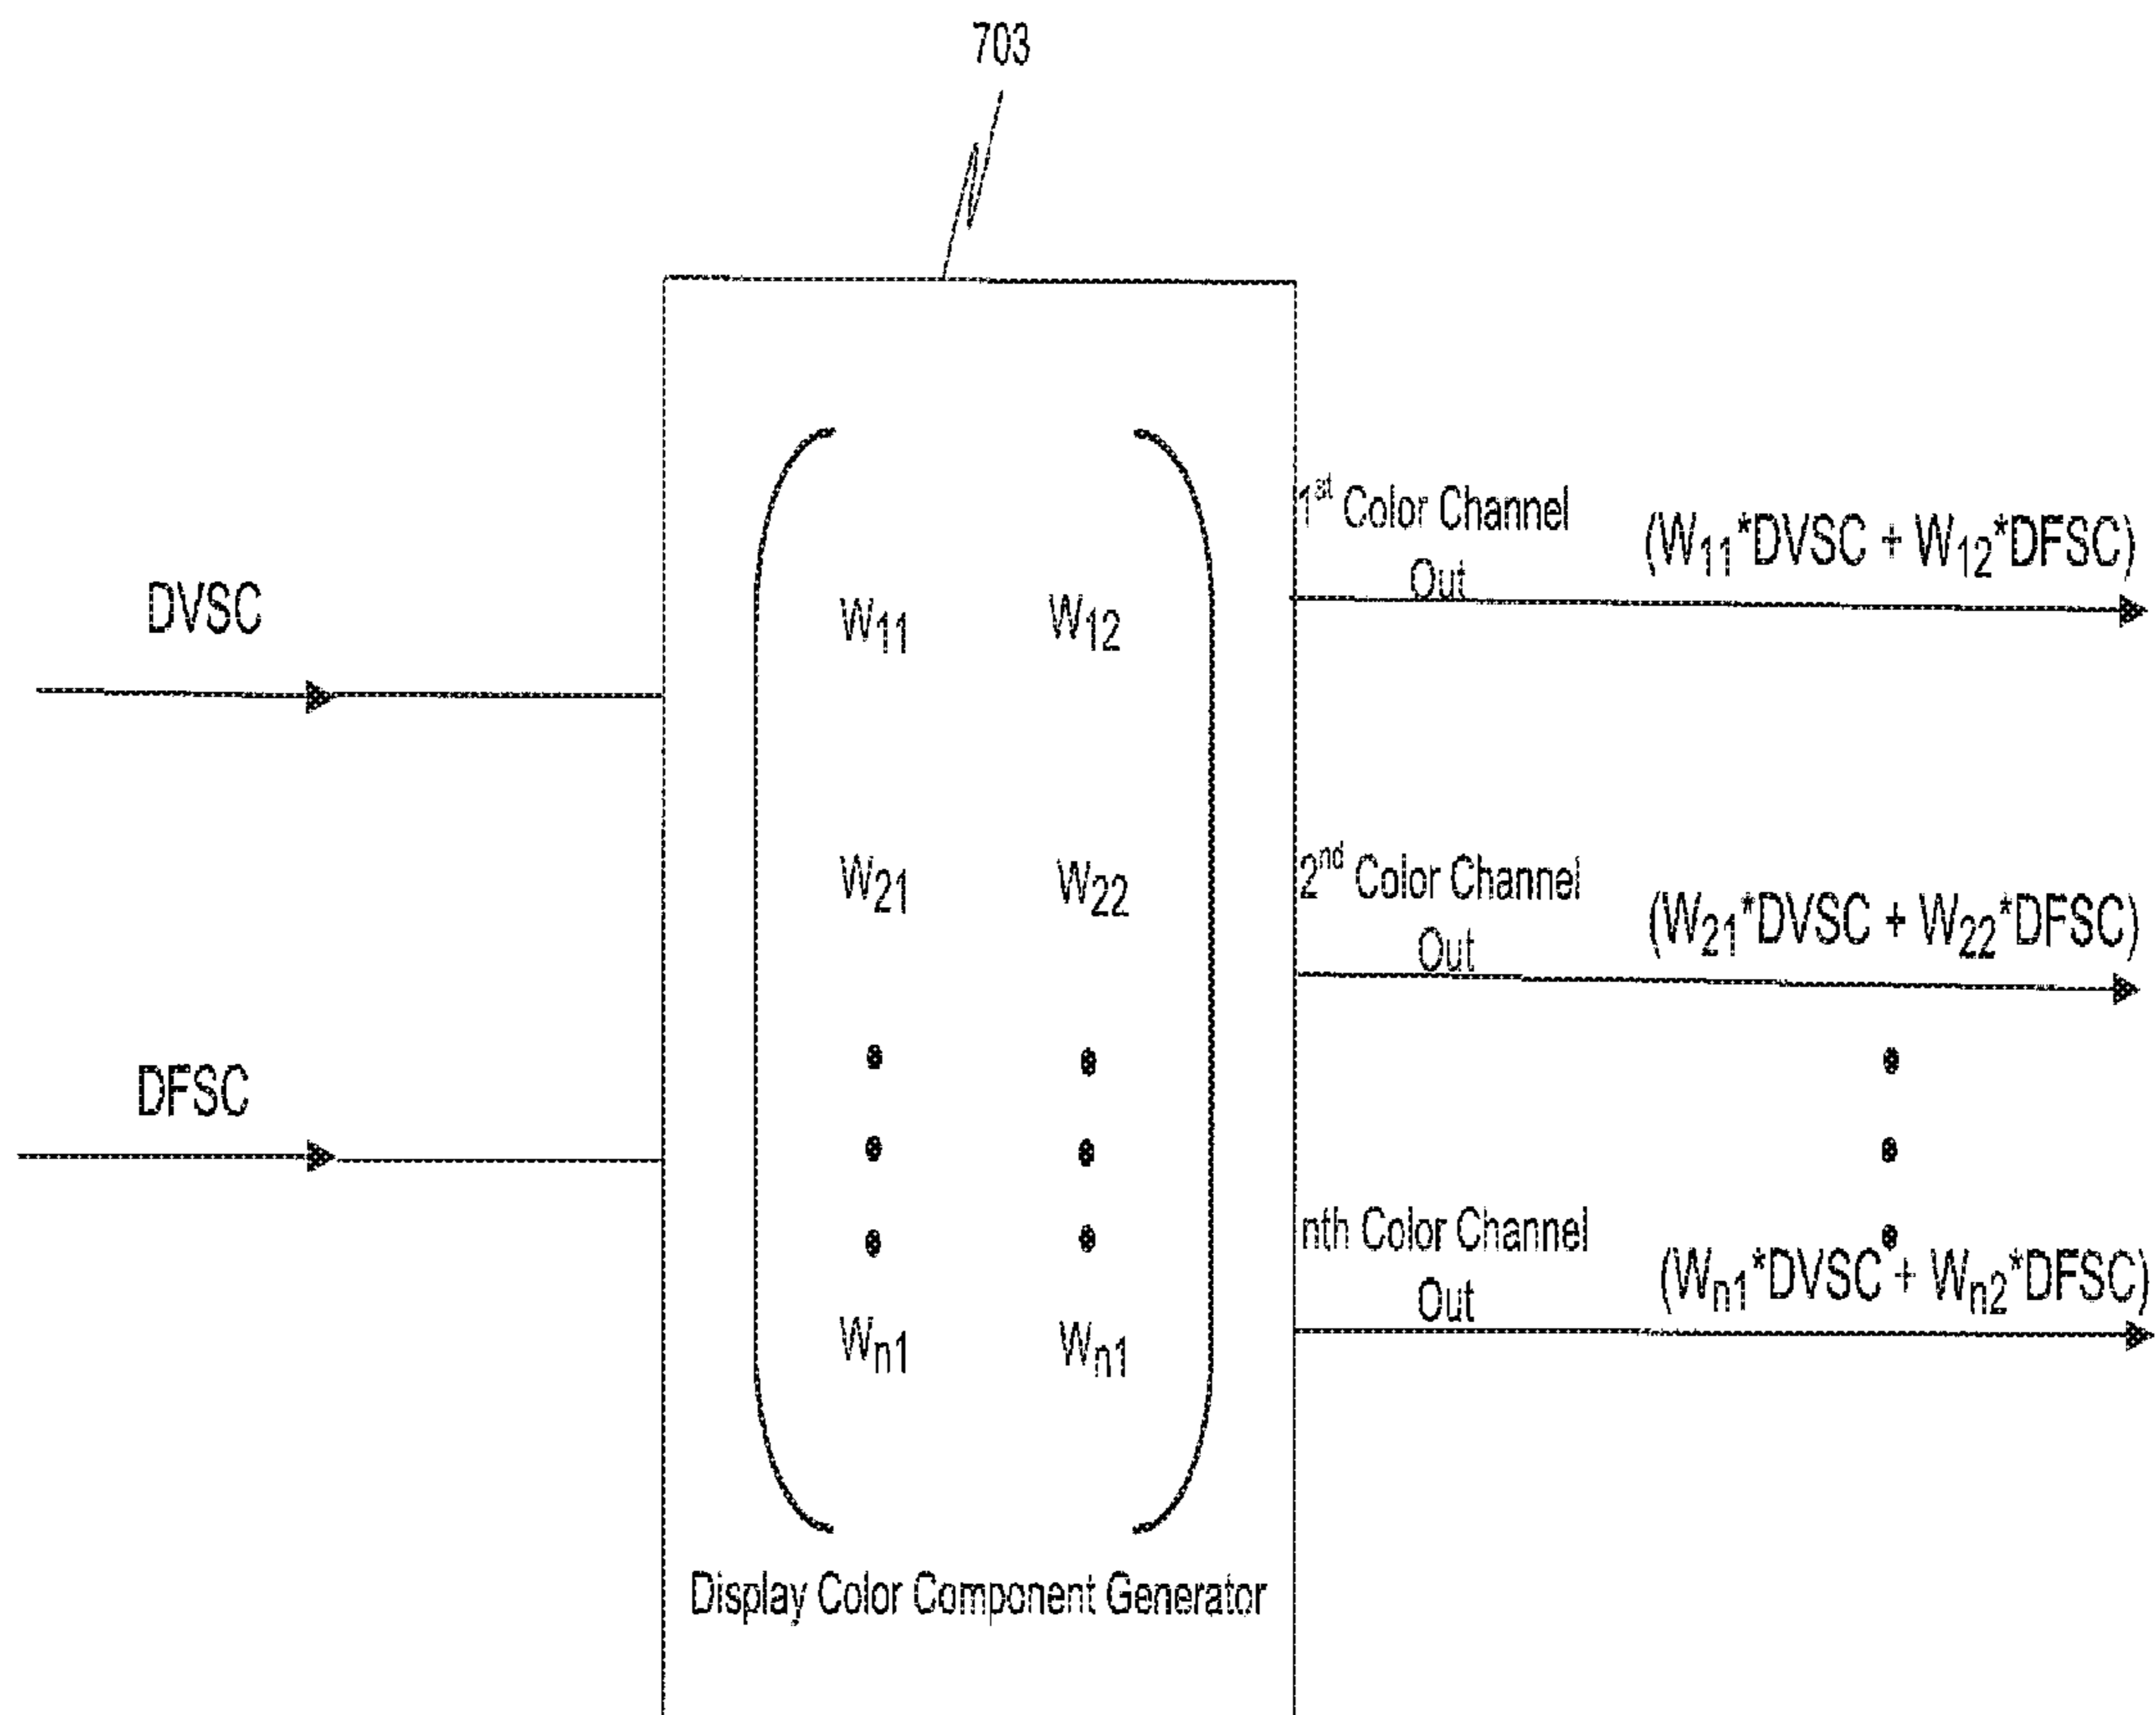 703
DVSC
DFSC
W11 W12
W21 W22
Wn1 Wn1
Display Color Component Generator
1st Color Channel
Out
(W11*DVSC + W12*DFSC)
2nd Color Channel
Out
(W21*DVSC + W22*DFSC)
nth Color Channel
Out
(Wn1*DVSC + Wn2*DFSC)